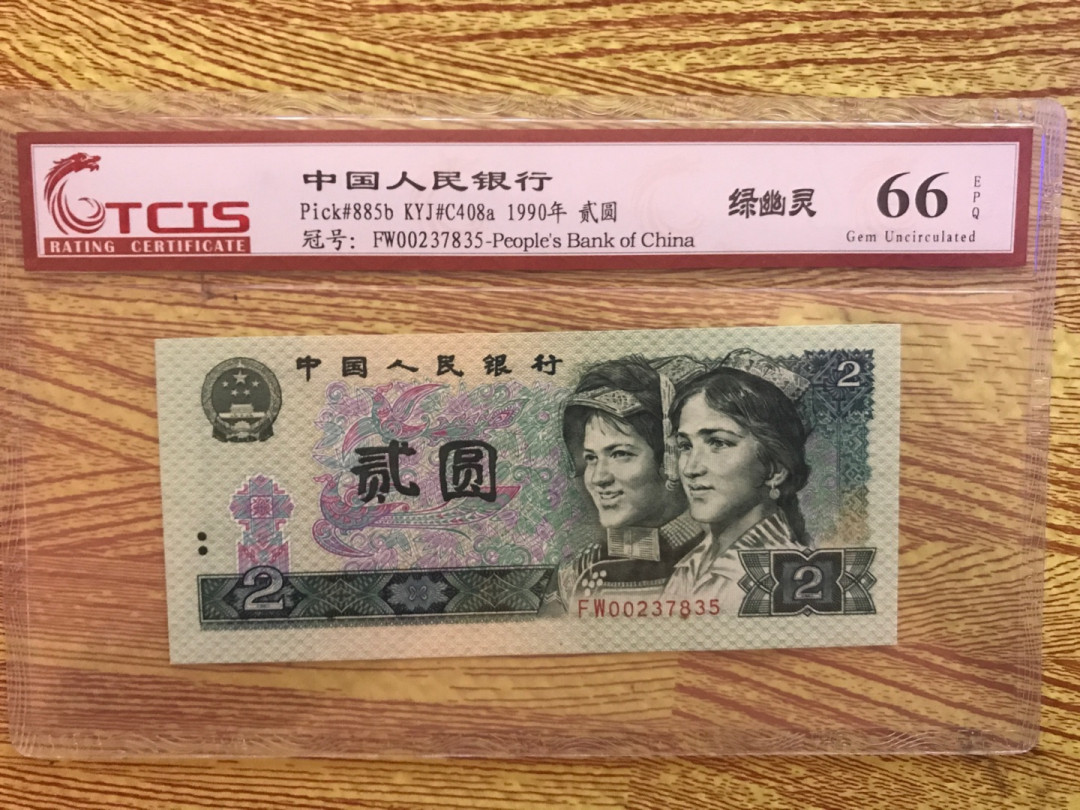 TCIS
RATING CERTIFICATE
中国人民银行
Pick#885b KYJ#C408a 1990年 贰圆
冠号: FW00237835-People's Bank of China
绿幽灵
66
EPQ
Gem Uncirculated
中国人民银行
2
贰圆
2
2
FW00237835